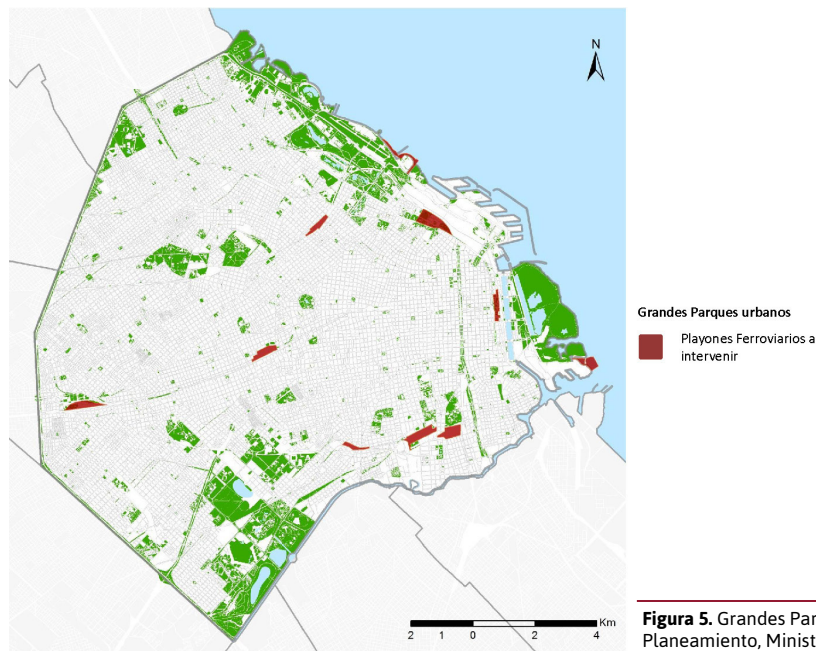 N
Grandes Parques urbanos
Playones Ferroviarios a
intervenir
2 1 0 2 4 Km
Figura 5. Grandes Par
Planeamiento, Minist